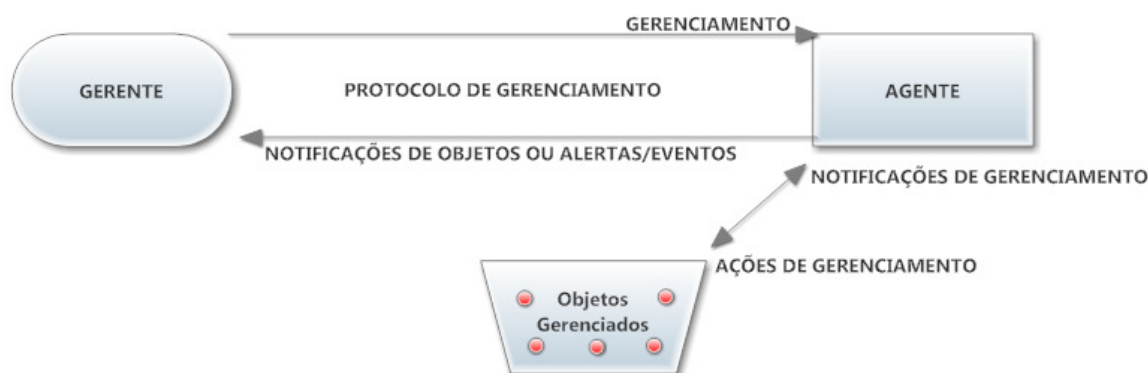 GERENCIAMENTO
GERENTE
PROTOCOLO DE GERENCIAMENTO
AGENTE
NOTIFICAÇÕES DE OBJETOS OU ALERTAS/EVENTOS
NOTIFICAÇÕES DE GERENCIAMENTO
AÇÕES DE GERENCIAMENTO
Objetos
Gerenciados